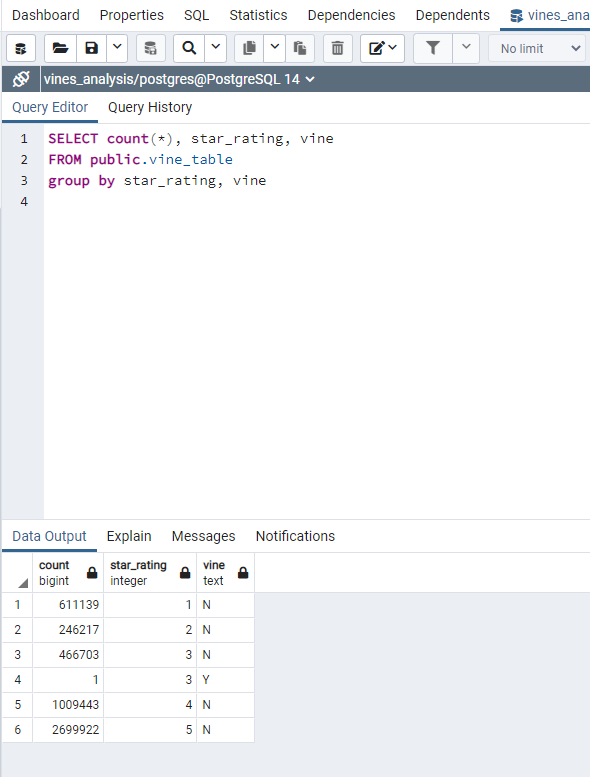 Dashboard Properties SQL Statistics Dependencies Dependents vines_ana
No limit
vines_analysis/postgres@PostgreSQL 14
Query Editor Query History
1 SELECT count(*), star_rating, vine
2 FROM public.vine_table
3 group by star_rating, vine
4
Data Output Explain Messages Notifications
count star_rating vine
bigint integer text
1 611139 1 N
2 246217 2 N
3 466703 3 N
4 1 3 Y
5 1009443 4 N
6 2699922 5 N